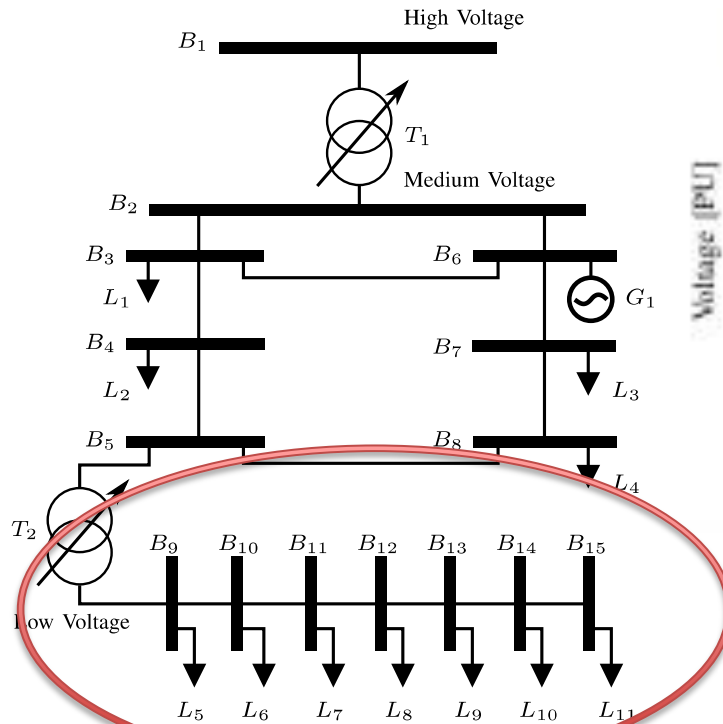 High Voltage
B1
T1
Medium Voltage
B2
B3
B6
L1
G1
B4
B7
L2
L3
B5
B8
L4
T2
B9 B10 B11 B12 B13 B14 B15
Low Voltage
L5 L6 L7 L8 L9 L10 L11
Voltage [PU]